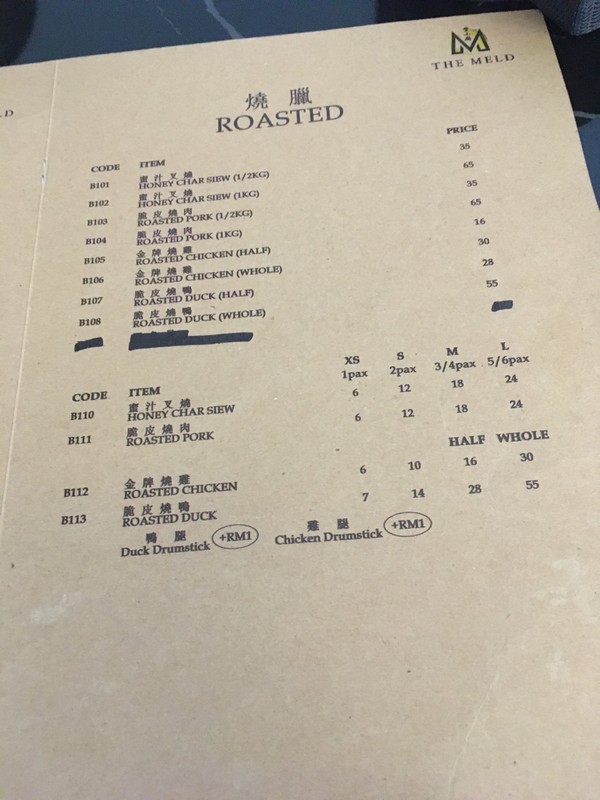 THE MELD
燒臘
ROASTED
CODE ITEM PRICE
B101 蜜汁叉燒 35
HONEY CHAR SIEW (1/2KG)
B102 蜜汁叉燒 65
HONEY CHAR SIEW (1KG)
B103 脆皮燒肉 35
ROASTED PORK (1/2KG)
B104 脆皮燒肉 65
ROASTED PORK (1KG)
B105 金牌燒雞 16
ROASTED CHICKEN (HALF)
B106 金牌燒雞 30
ROASTED CHICKEN (WHOLE)
B107 脆皮燒鴨 28
ROASTED DUCK (HALF)
B108 脆皮燒鴨 55
ROASTED DUCK (WHOLE)
XS S M L
CODE ITEM 1pax 2pax 3/4pax 5/6pax
B110 蜜汁叉燒 6 12 18 24
HONEY CHAR SIEW
B111 脆皮燒肉 6 12 18 24
ROASTED PORK
HALF WHOLE
B112 金牌燒雞 6 10 16 30
ROASTED CHICKEN
B113 脆皮燒鴨 7 14 28 55
ROASTED DUCK
鴨腿 +RM1 雞腿 +RM1
Duck Drumstick Chicken Drumstick